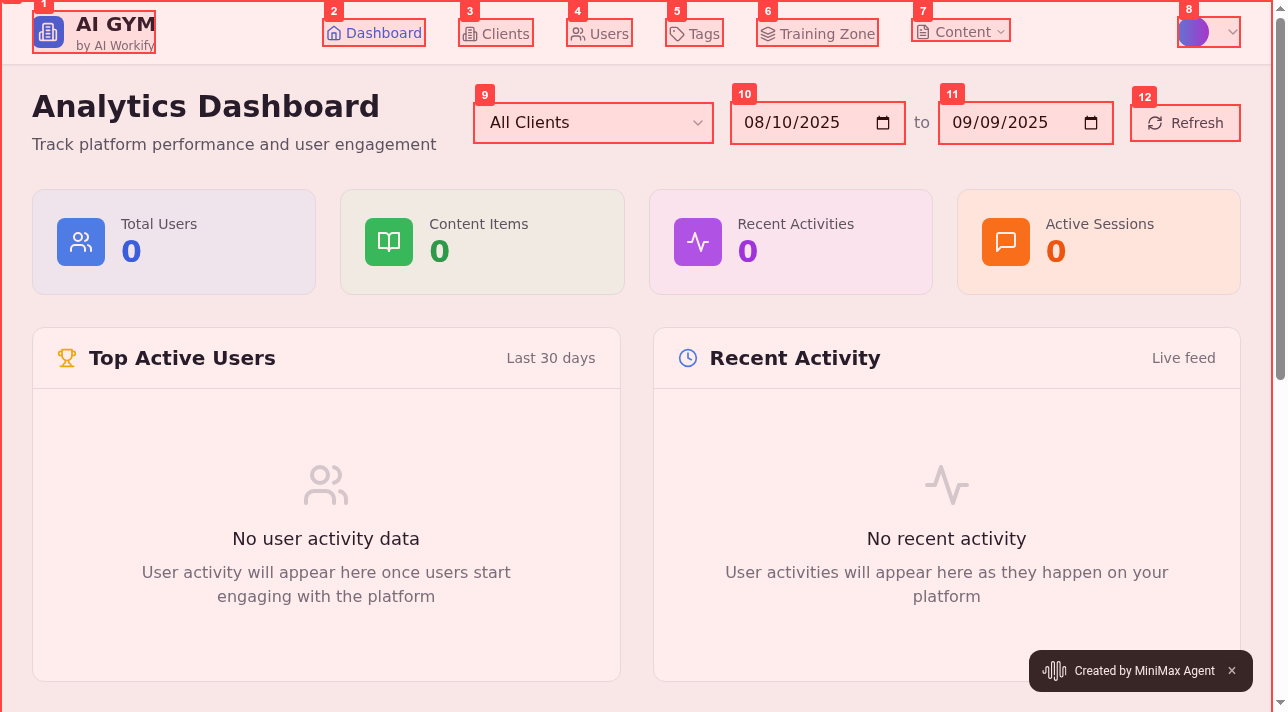 1 2 3 4 5 6 7 8
AI GYM
by AI Workify
Dashboard Clients Users Tags Training Zone Content
9 10 11 12
Analytics Dashboard
Track platform performance and user engagement
All Clients 08/10/2025 to 09/09/2025 Refresh
Total Users
0
Content Items
0
Recent Activities
0
Active Sessions
0
Top Active Users Last 30 days
No user activity data
User activity will appear here once users start
engaging with the platform
Recent Activity Live feed
No recent activity
User activities will appear here as they happen on your
platform
Created by MiniMax Agent ×